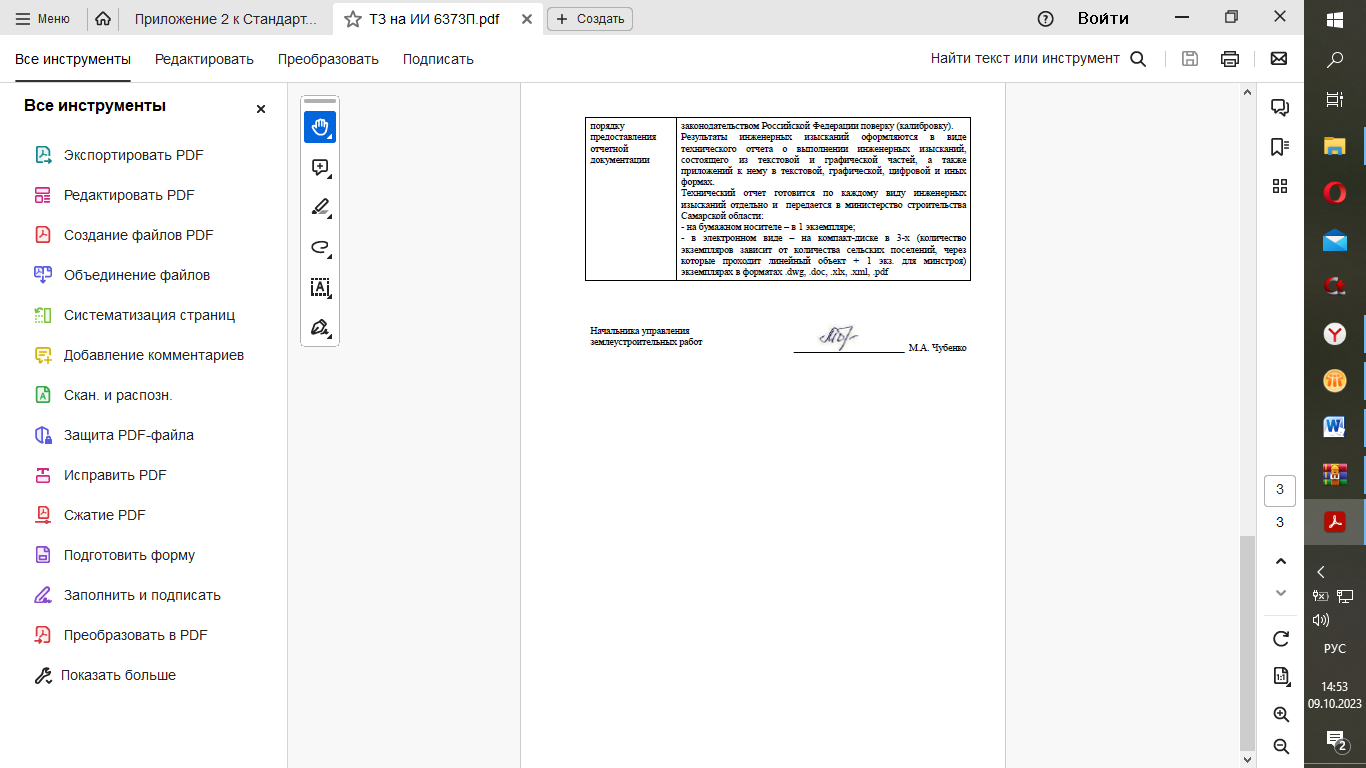 Меню
Приложение 2 к Стандарт...
ТЗ на ИИ 6373П.pdf
Создать
Войти
Все инструменты
Редактировать
Преобразовать
Подписать
Найти текст или инструмент
Все инструменты
Экспортировать PDF
Редактировать PDF
Создание файлов PDF
Объединение файлов
Систематизация страниц
Добавление комментариев
Скан. и распозн.
Защита PDF-файла
Исправить PDF
Сжатие PDF
Подготовить форму
Заполнить и подписать
Преобразовать в PDF
Показать больше
порядку
предоставления
отчетной
документации
законодательством Российской Федерации поверку (калибровку).
Результаты инженерных изысканий оформляются в виде
технического отчета о выполнении инженерных изысканий,
состоящего из текстовой и графической частей, а также
приложений к нему в текстовой, графической, цифровой и иных
формах.
Технический отчет готовится по каждому виду инженерных
изысканий отдельно и передается в министерство строительства
Самарской области:
- на бумажном носителе – в 1 экземпляре;
- в электронном виде – на компакт-диске в 3-х (количество
экземпляров зависит от количества сельских поселений, через
которые проходит линейный объект + 1 экз. для минстроя)
экземплярах в форматах .dwg, .doc, .xlx, .xml, .pdf
Начальника управления
землеустроительных работ
М.А. Чубенко
3
3
1:1
РУС
14:53
09.10.2023
2